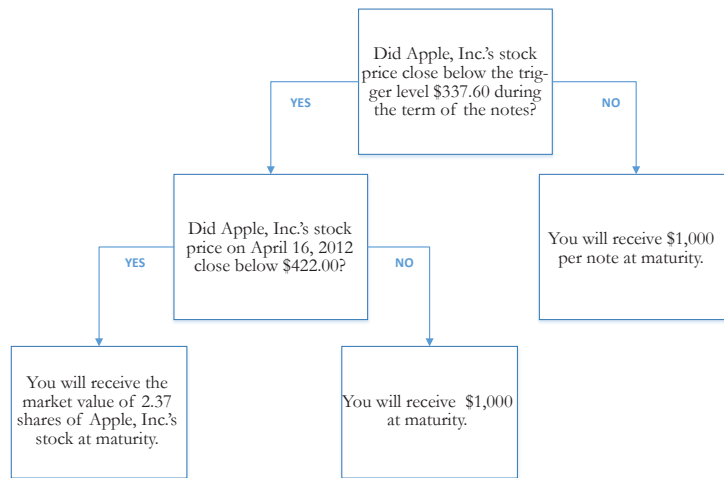 Did Apple, Inc.'s stock
price close below the trig-
ger level $337.60 during
the term of the notes?
YES
NO
Did Apple, Inc.'s stock
price on April 16, 2012
close below $422.00?
You will receive $1,000
per note at maturity.
YES
NO
You will receive the
market value of 2.37
shares of Apple, Inc.'s
stock at maturity.
You will receive $1,000
at maturity.